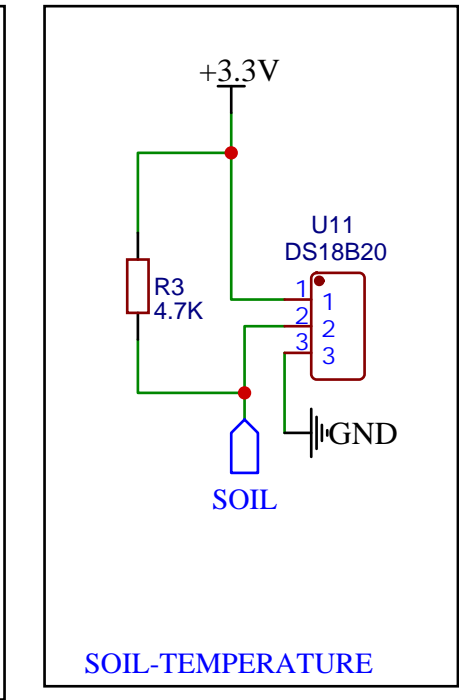 +3.3V
U11
DS18B20
R3
4.7K
1 1
2 2
3 3
GND
SOIL
SOIL-TEMPERATURE